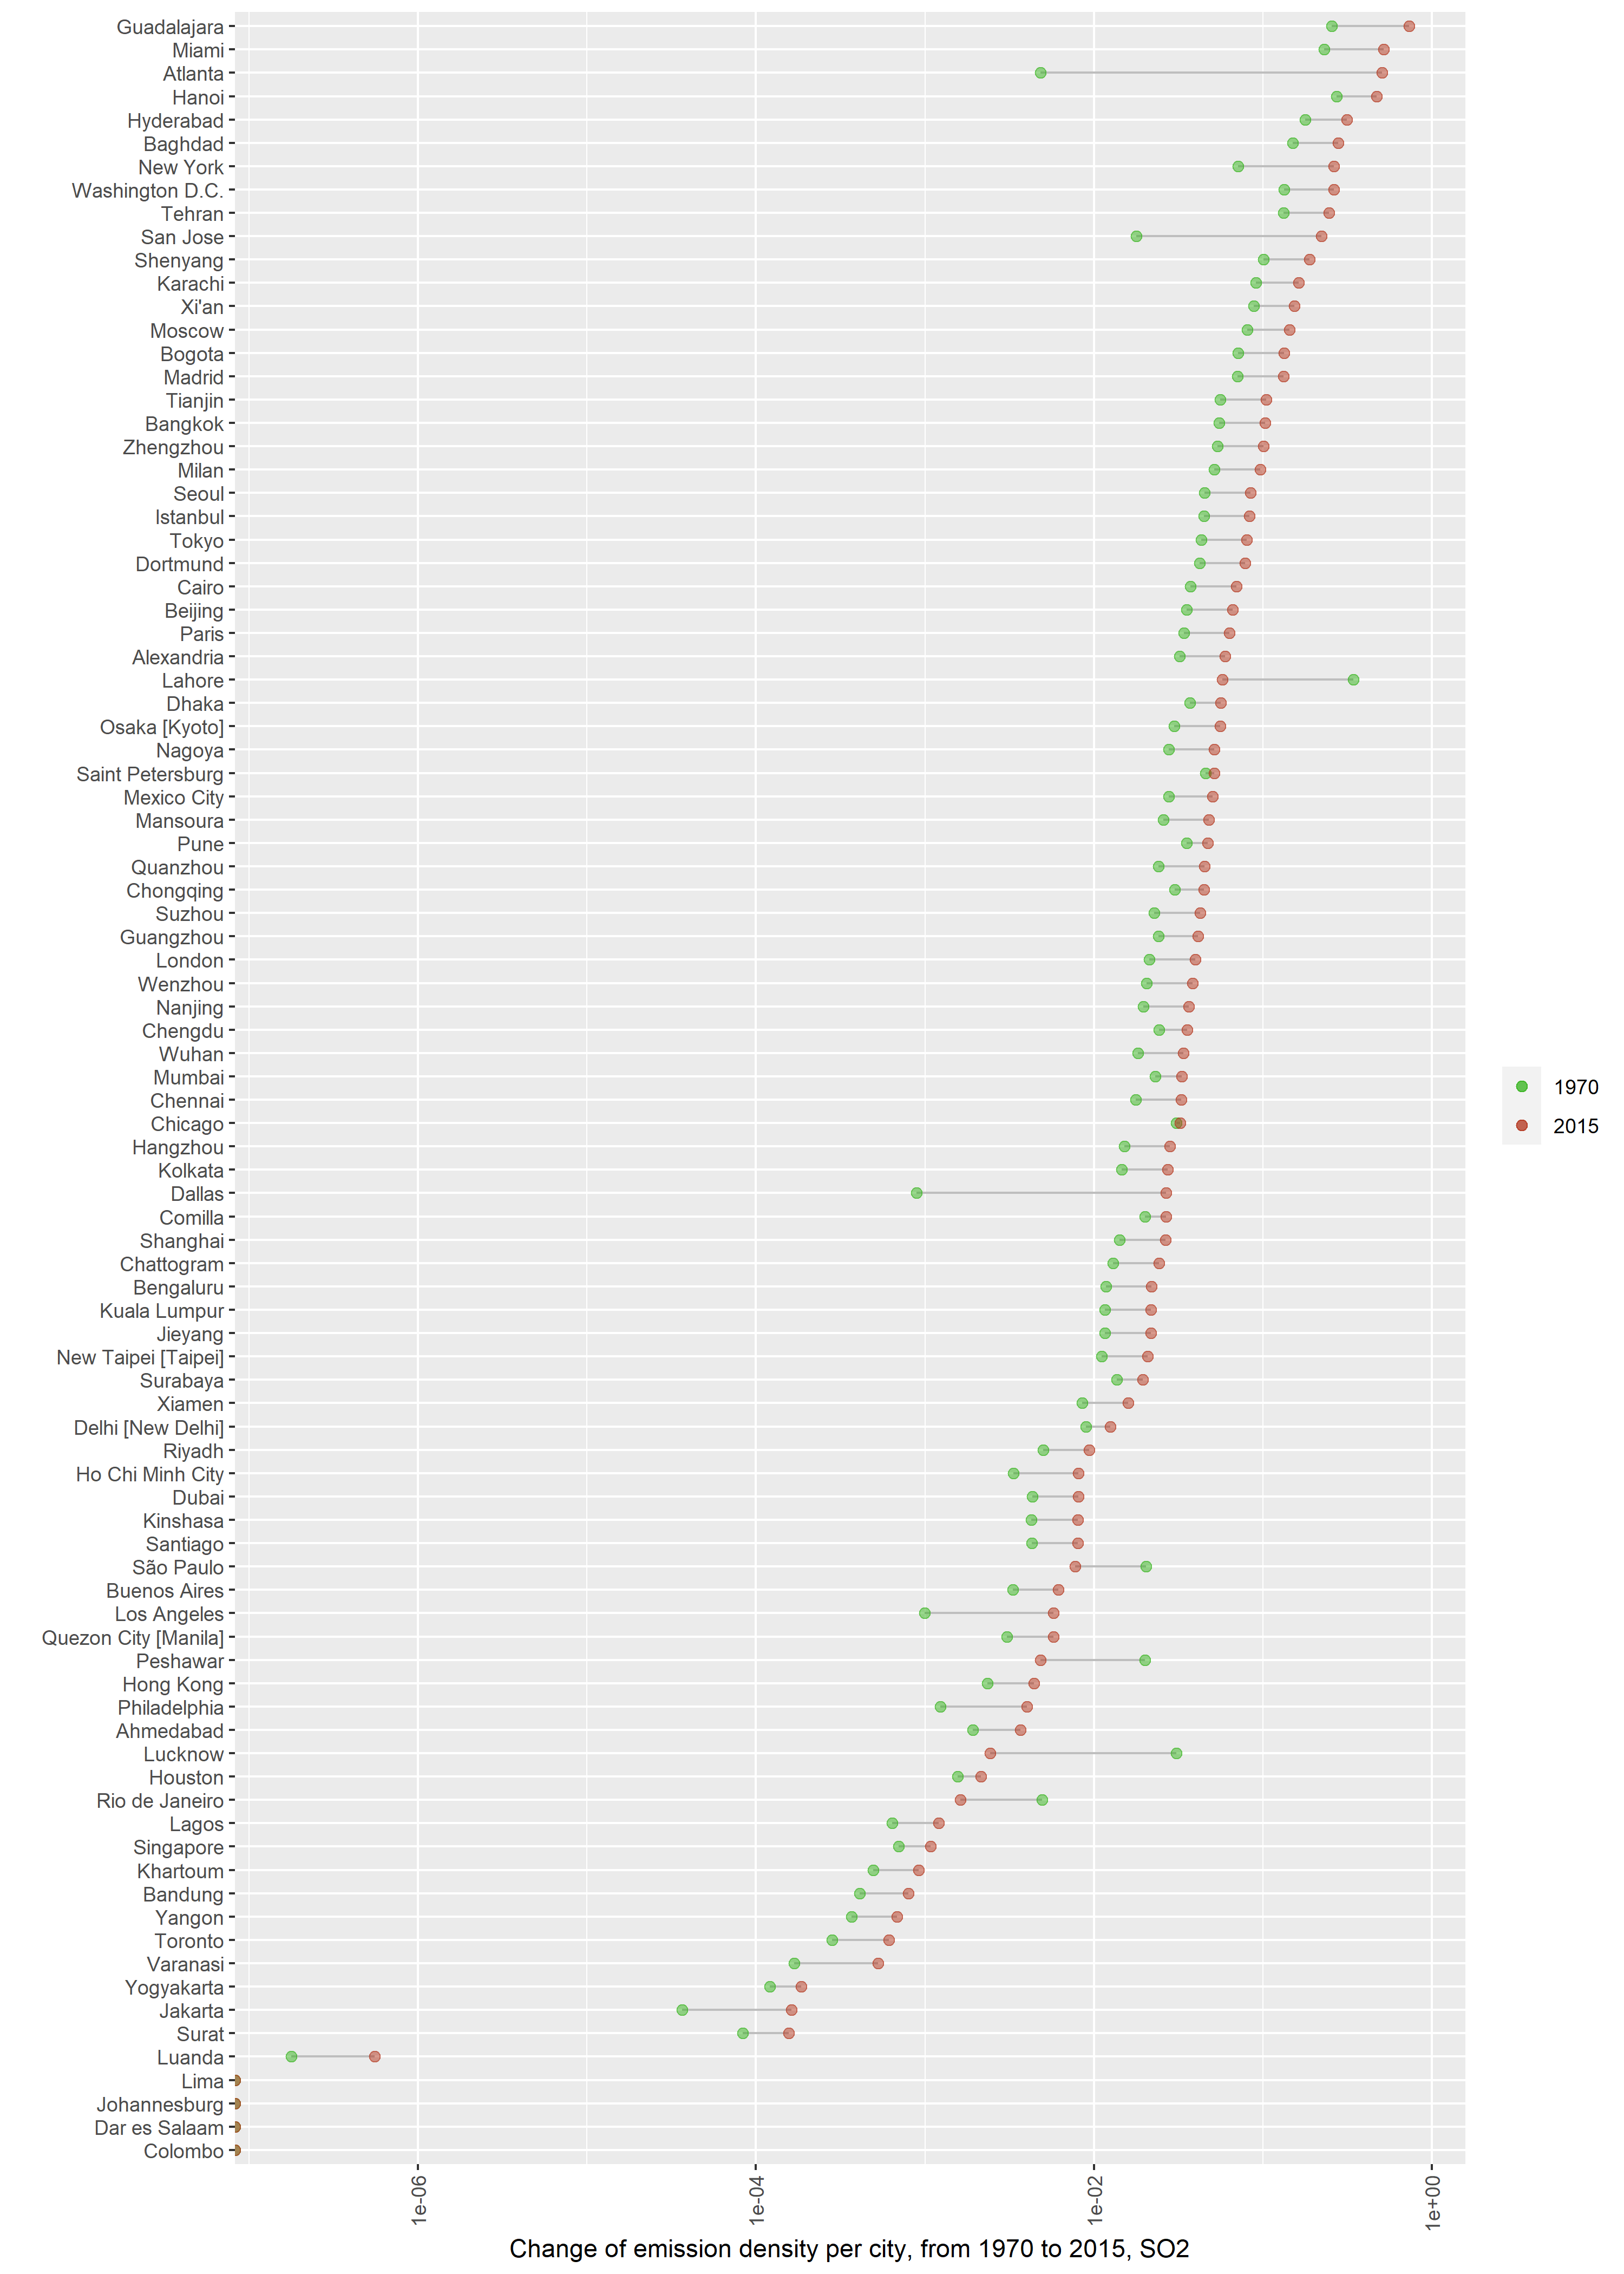 Guadalajara
Miami
Atlanta
Hanoi
Hyderabad
Baghdad
New York
Washington D.C.
Tehran
San Jose
Shenyang
Karachi
Xi'an
Moscow
Bogota
Madrid
Tianjin
Bangkok
Zhengzhou
Milan
Seoul
Istanbul
Tokyo
Dortmund
Cairo
Beijing
Paris
Alexandria
Lahore
Dhaka
Osaka [Kyoto]
Nagoya
Saint Petersburg
Mexico City
Mansoura
Pune
Quanzhou
Chongqing
Suzhou
Guangzhou
London
Wenzhou
Nanjing
Chengdu
Wuhan
Mumbai
Chennai
Chicago
Hangzhou
Kolkata
Dallas
Comilla
Shanghai
Chattogram
Bengaluru
Kuala Lumpur
Jieyang
New Taipei [Taipei]
Surabaya
Xiamen
Delhi [New Delhi]
Riyadh
Ho Chi Minh City
Dubai
Kinshasa
Santiago
São Paulo
Buenos Aires
Los Angeles
Quezon City [Manila]
Peshawar
Hong Kong
Philadelphia
Ahmedabad
Lucknow
Houston
Rio de Janeiro
Lagos
Singapore
Khartoum
Bandung
Yangon
Toronto
Varanasi
Yogyakarta
Jakarta
Surat
Luanda
Lima
Johannesburg
Dar es Salaam
Colombo
1e-06
1e-04
1e-02
1e+00
Change of emission density per city, from 1970 to 2015, SO2
1970
2015